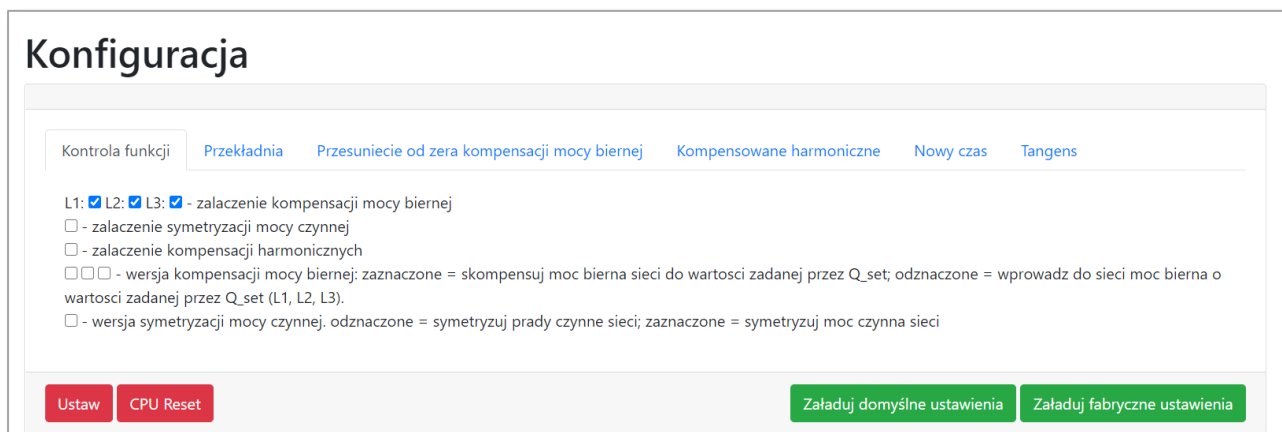 Konfiguracja
Kontrola funkcji Przekładnia Przesuniecie od zera kompensacji mocy biernej Kompensowane harmoniczne Nowy czas Tangens
L1: L2: L3: - zalaczenie kompensacji mocy biernej
- zalaczenie symetryzacji mocy czynnej
- zalaczenie kompensacji harmonicznych
- wersja kompensacji mocy biernej: zaznaczone = skompensuj moc bierna sieci do wartosci zadanej przez Q_set; odznaczone = wprowadz do sieci moc bierna o
wartosci zadanej przez Q_set (L1, L2, L3).
- wersja symetryzacji mocy czynnej. odznaczone = symetryzuj prady czynne sieci; zaznaczone = symetryzuj moc czynna sieci
Ustaw CPU Reset Załaduj domyślne ustawienia Załaduj fabryczne ustawienia